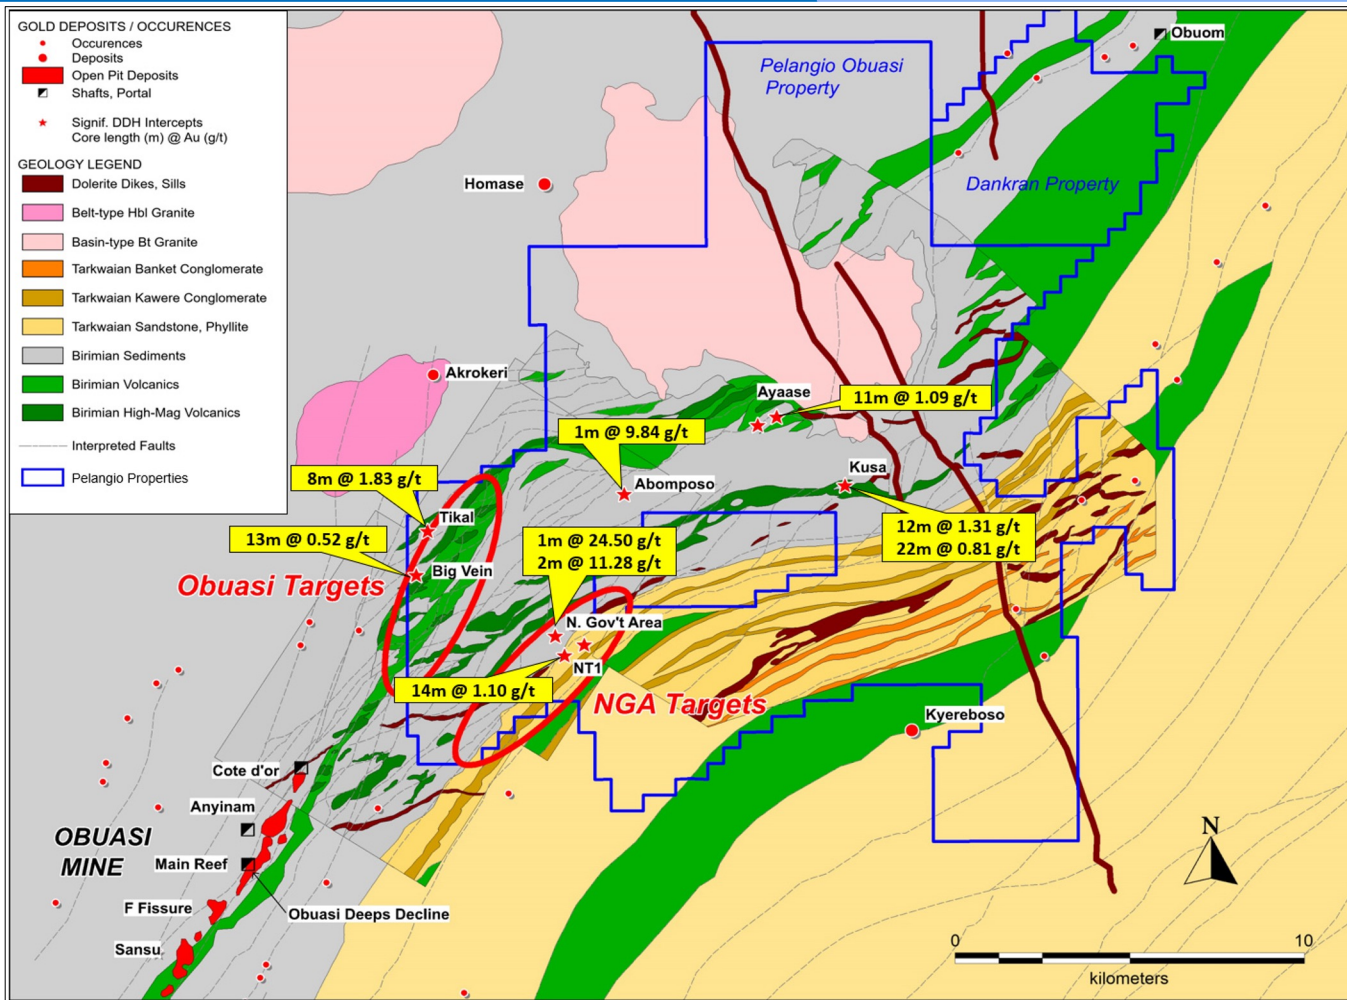 GOLD DEPOSITS / OCCURENCES
Occurences
Deposits
Open Pit Deposits
Shafts, Portal
Signif. DDH Intercepts
Core length (m) @ Au (g/t)
GEOLOGY LEGEND
Dolerite Dikes, Sills
Belt-type Hbl Granite
Basin-type Bt Granite
Tarkwaian Banket Conglomerate
Tarkwaian Kawere Conglomerate
Tarkwaian Sandstone, Phyllite
Birimian Sediments
Birimian Volcanics
Birimian High-Mag Volcanics
Interpreted Faults
Pelangio Properties
Obuom
Pelangio Obuasi
Property
Dankran Property
Homase
Akrokeri
Ayaase
11m @ 1.09 g/t
1m @ 9.84 g/t
Abomposo
Kusa
8m @ 1.83 g/t
Tikal
12m @ 1.31 g/t
22m @ 0.81 g/t
13m @ 0.52 g/t
1m @ 24.50 g/t
2m @ 11.28 g/t
Big Vein
Obuasi Targets
N. Gov't Area
NT1
14m @ 1.10 g/t
NGA Targets
Kyereboso
Cote d'or
Anyinam
OBUASI
MINE
Main Reef
F Fissure
Obuasi Deeps Decline
Sansu
N
0
10
kilometers